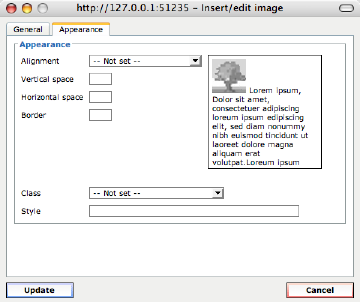 http://127.0.0.1:51235 – Insert/edit image
General Appearance
Appearance
Alignment -- Not set --
Vertical space
Horizontal space
Border
Lorem ipsum,
Dolor sit amet,
consectetuer adipiscing
loreum ipsum edipiscing
elit, sed diam nonummy
nibh euismod tincidunt ut
laoreet dolore magna
aliquam erat
volutpat.Loreum ipsum
Class -- Not set --
Style
Update Cancel